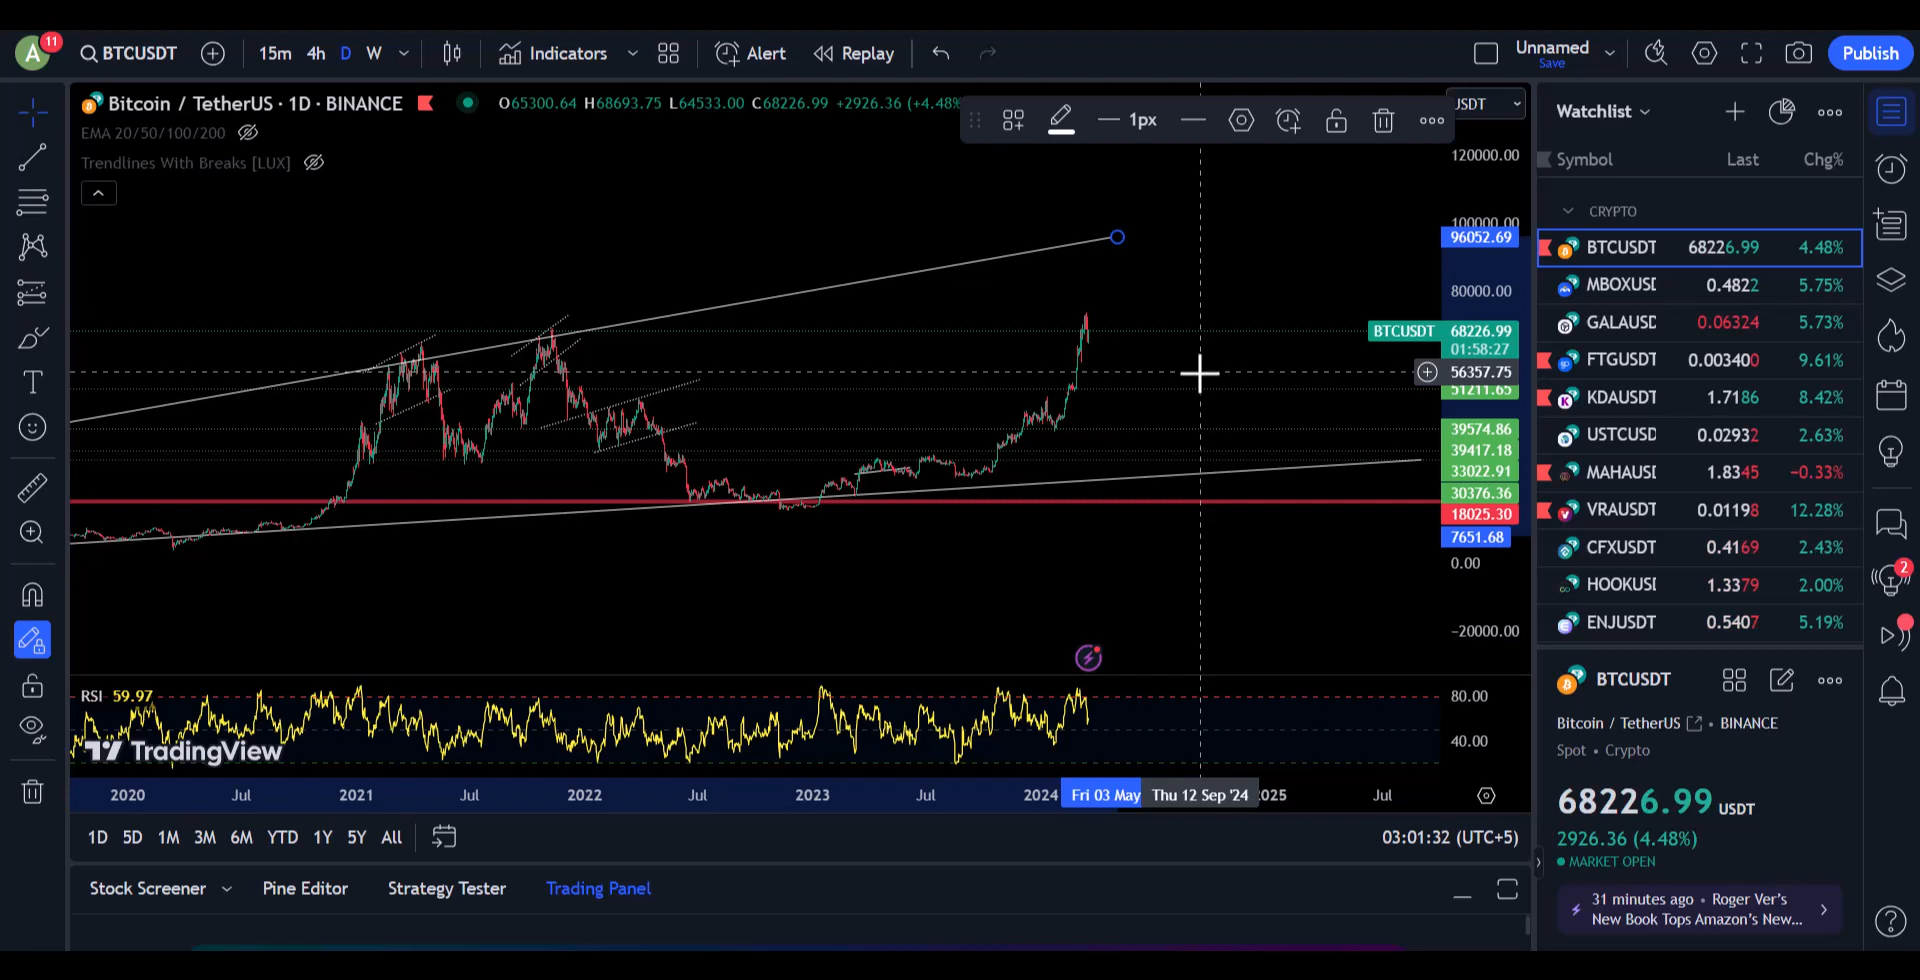 A 11 BTCUSDT 15m 4h D W Indicators Alert Replay Unnamed Save Publish
Bitcoin / TetherUS · 1D · BINANCE O65300.64 H68693.75 L64533.00 C68226.99 +2926.36 (+4.48%
EMA 20/50/100/200
Trendlines With Breaks [LUX]
1px
USDT
120000.00
100000.00
96052.69
80000.00
BTCUSDT 68226.99
01:58:27
56357.75
51211.65
39574.86
39417.18
33022.91
30376.36
18025.30
7651.68
0.00
−20000.00
RSI 59.97
80.00
40.00
TradingView
2020 Jul 2021 Jul 2022 Jul 2023 Jul 2024 Fri 03 May Thu 12 Sep '24 2025 Jul
1D 5D 1M 3M 6M YTD 1Y 5Y All 03:01:32 (UTC+5)
Stock Screener Pine Editor Strategy Tester Trading Panel
Watchlist
Symbol Last Chg%
CRYPTO
BTCUSDT 68226.99 4.48%
MBOXUSD 0.4822 5.75%
GALAUSD 0.06324 5.73%
FTGUSDT 0.003400 9.61%
KDAUSDT 1.7186 8.42%
USTCUSD 0.02932 2.63%
MAHAUSD 1.8345 −0.33%
VRAUSDT 0.01198 12.28%
CFXUSDT 0.4169 2.43%
HOOKUSD 1.3379 2.00%
ENJUSDT 0.5407 5.19%
2
BTCUSDT
Bitcoin / TetherUS • BINANCE
Spot • Crypto
68226.99 USDT
2926.36 (4.48%)
MARKET OPEN
31 minutes ago • Roger Ver's
New Book Tops Amazon's New...